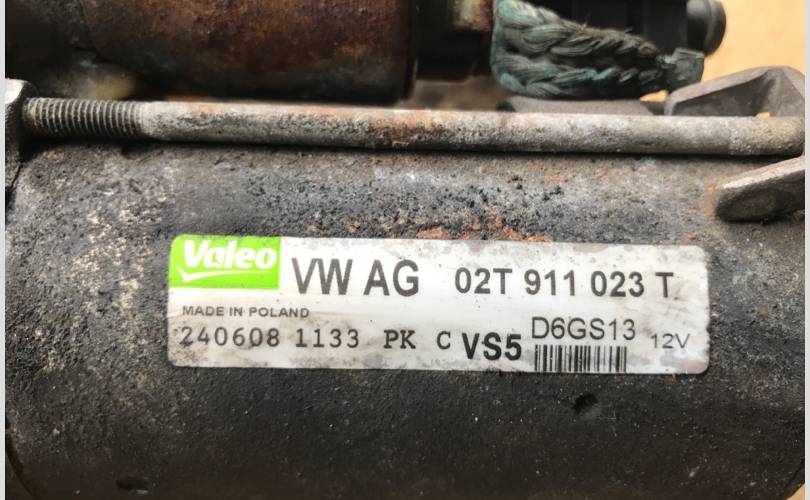 Valeo VW AG 02T 911 023 T
MADE IN POLAND
240608 1133 PK C VS5 D6GS13 12V